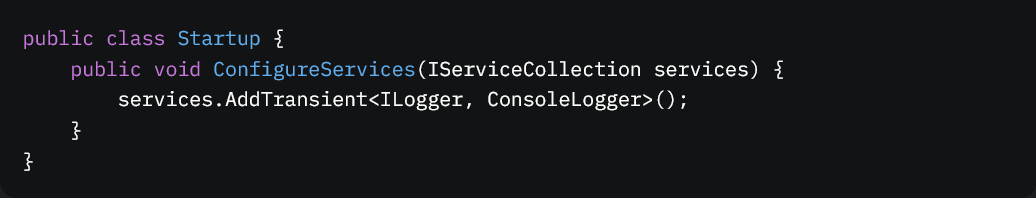 public class Startup {
    public void ConfigureServices(IServiceCollection services) {
        services.AddTransient<ILogger, ConsoleLogger>();
    }
}